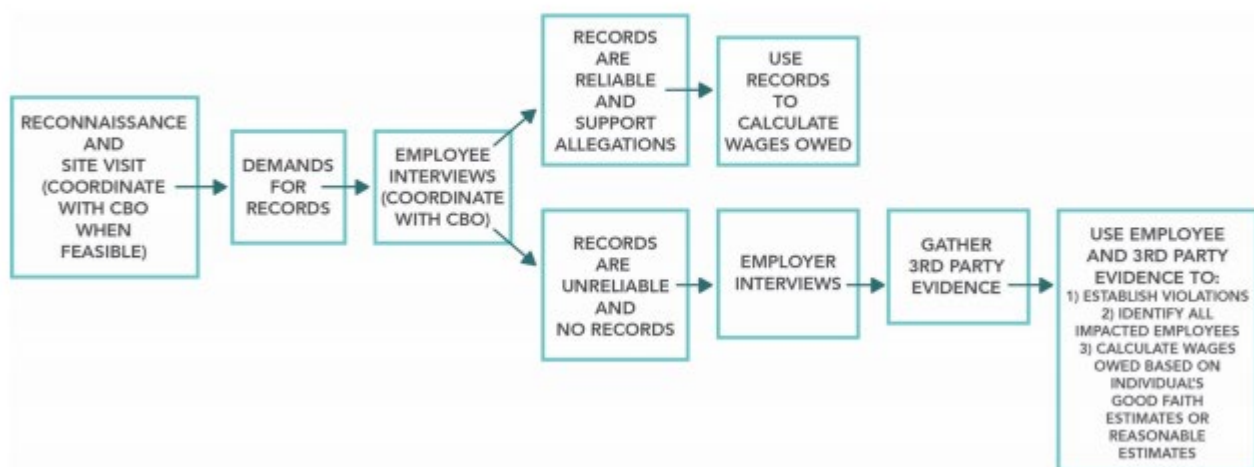 RECONNAISSANCE
AND
SITE VISIT
(COORDINATE
WITH CBO
WHEN
FEASIBLE)
DEMANDS
FOR
RECORDS
EMPLOYEE
INTERVIEWS
(COORDINATE
WITH CBO)
RECORDS
ARE
RELIABLE
AND
SUPPORT
ALLEGATIONS
USE
RECORDS
TO
CALCULATE
WAGES OWED
RECORDS
ARE
UNRELIABLE
AND
NO RECORDS
EMPLOYER
INTERVIEWS
GATHER
3RD PARTY
EVIDENCE
USE EMPLOYEE
AND 3RD PARTY
EVIDENCE TO:
1) ESTABLISH VIOLATIONS
2) IDENTIFY ALL
IMPACTED EMPLOYEES
3) CALCULATE WAGES
OWED BASED ON
INDIVIDUAL'S
GOOD FAITH
ESTIMATES OR
REASONABLE
ESTIMATES